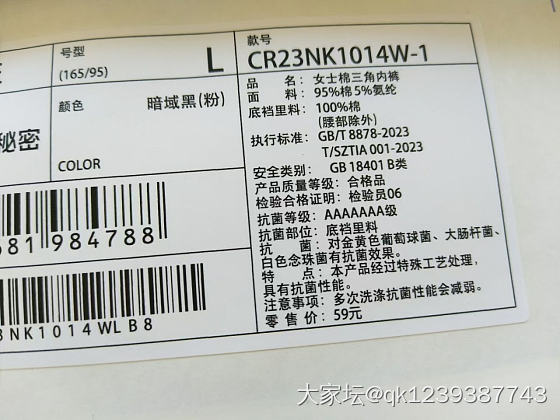 号型
(165/95)
L
颜色
暗域黑(粉)
COLOR
秘密
681 984788
3NK1014WL B8
款号
CR23NK1014W-1
品名：女士棉三角内裤
面料：95%棉 5%氨纶
底裆里料：100%棉
(腰部除外)
执行标准：GB/T 8878-2023
T/SZTIA 001-2023
安全类别：GB 18401 B类
产品质量等级：合格品
检验合格证明：检验员06
抗菌等级：AAAAAAA级
抗菌部位：底裆里料
抗菌：对金黄色葡萄球菌、大肠杆菌、
白色念珠菌有抗菌效果。
特点：本产品经过特殊工艺处理，
具有抗菌性能。
注意事项：多次洗涤抗菌性能会减弱。
零售价：59元
大家坛@qk1239387743